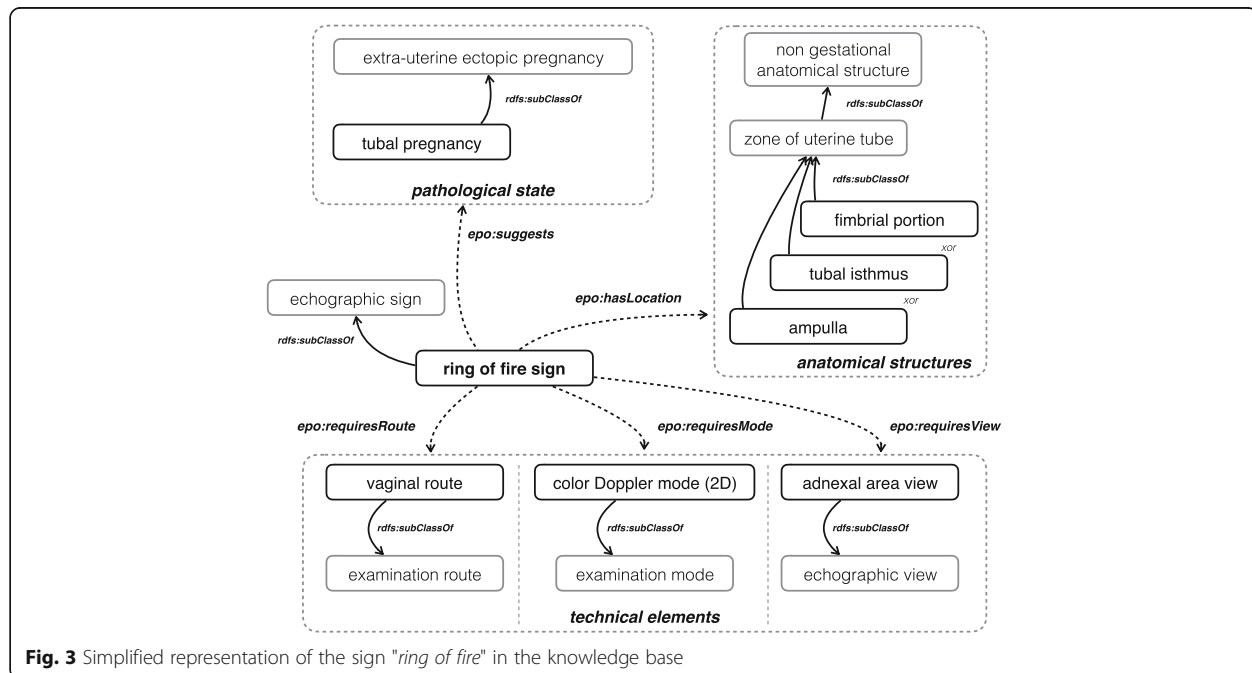 extra-uterine ectopic pregnancy
rdfs:subClassOf
tubal pregnancy
pathological state
non gestational
anatomical structure
rdfs:subClassOf
zone of uterine tube
rdfs:subClassOf
fimbrial portion
xor
tubal isthmus
xor
ampulla
anatomical structures
epo:suggests
epo:hasLocation
echographic sign
rdfs:subClassOf
ring of fire sign
epo:requiresRoute
epo:requiresMode
epo:requiresView
vaginal route
color Doppler mode (2D)
adnexal area view
rdfs:subClassOf
rdfs:subClassOf
rdfs:subClassOf
examination route
examination mode
echographic view
technical elements
Fig. 3 Simplified representation of the sign "ring of fire" in the knowledge base